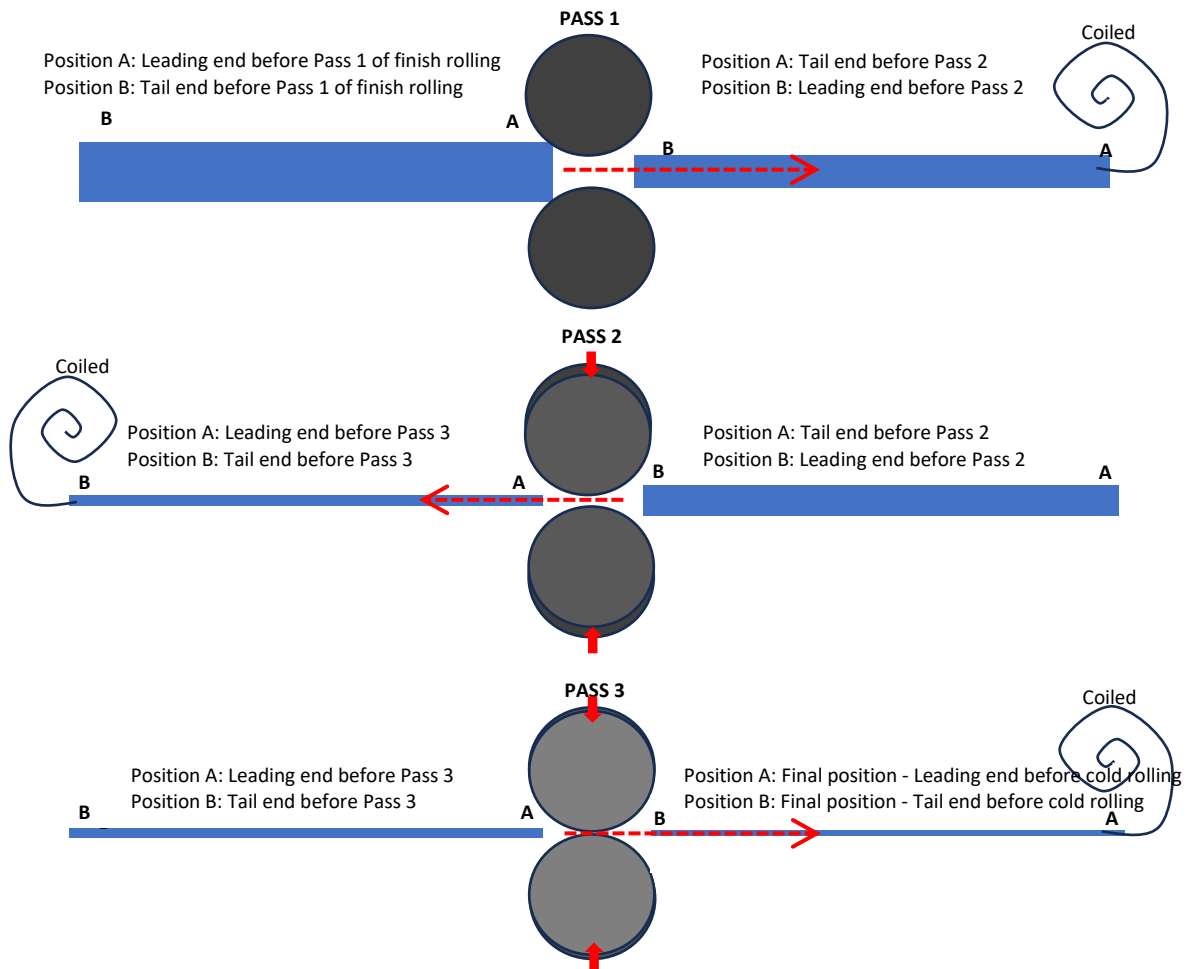 PASS 1
Position A: Leading end before Pass 1 of finish rolling
Position B: Tail end before Pass 1 of finish rolling
Position A: Tail end before Pass 2
Position B: Leading end before Pass 2
Coiled
B
A
B
A
PASS 2
Coiled
Position A: Leading end before Pass 3
Position B: Tail end before Pass 3
Position A: Tail end before Pass 2
Position B: Leading end before Pass 2
B
A
B
A
PASS 3
Coiled
Position A: Leading end before Pass 3
Position B: Tail end before Pass 3
Position A: Final position - Leading end before cold rolling
Position B: Final position - Tail end before cold rolling
B
A
B
A